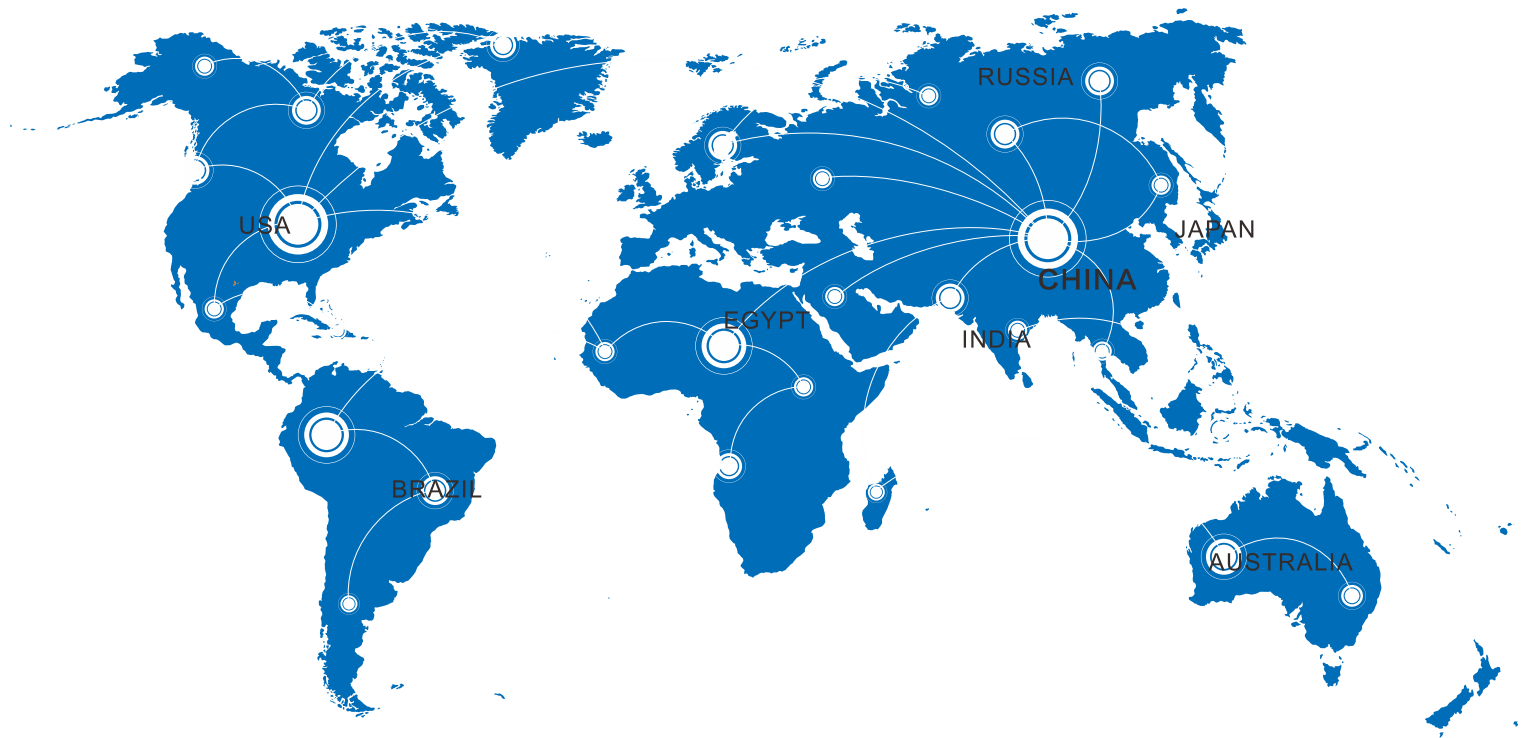 RUSSIA
USA
JAPAN
CHINA
EGYPT
INDIA
BRAZIL
AUSTRALIA